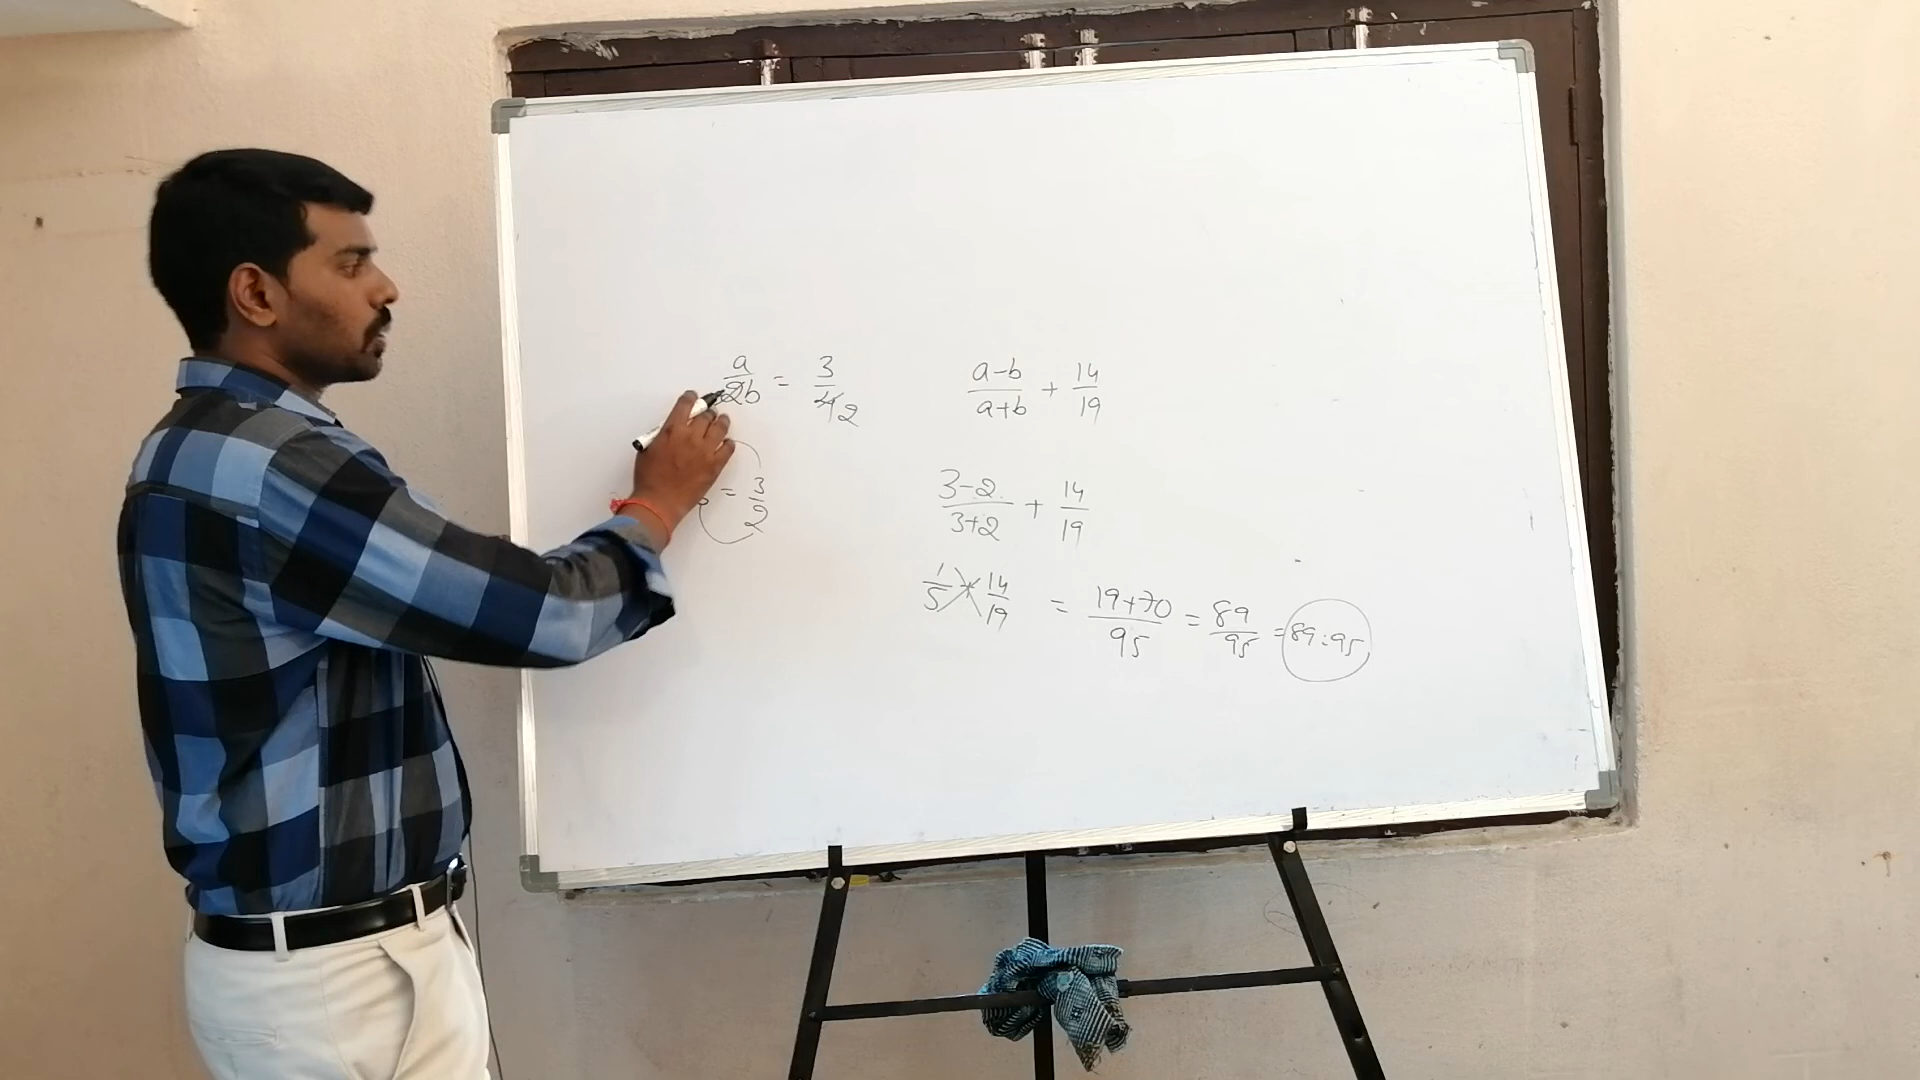 a/2b = 3/4 2
= 3/2
a-b/a+b + 14/19
3-2/3+2 + 14/19
1/5 + 14/19 = 19+70/95 = 89/95 = 89:95